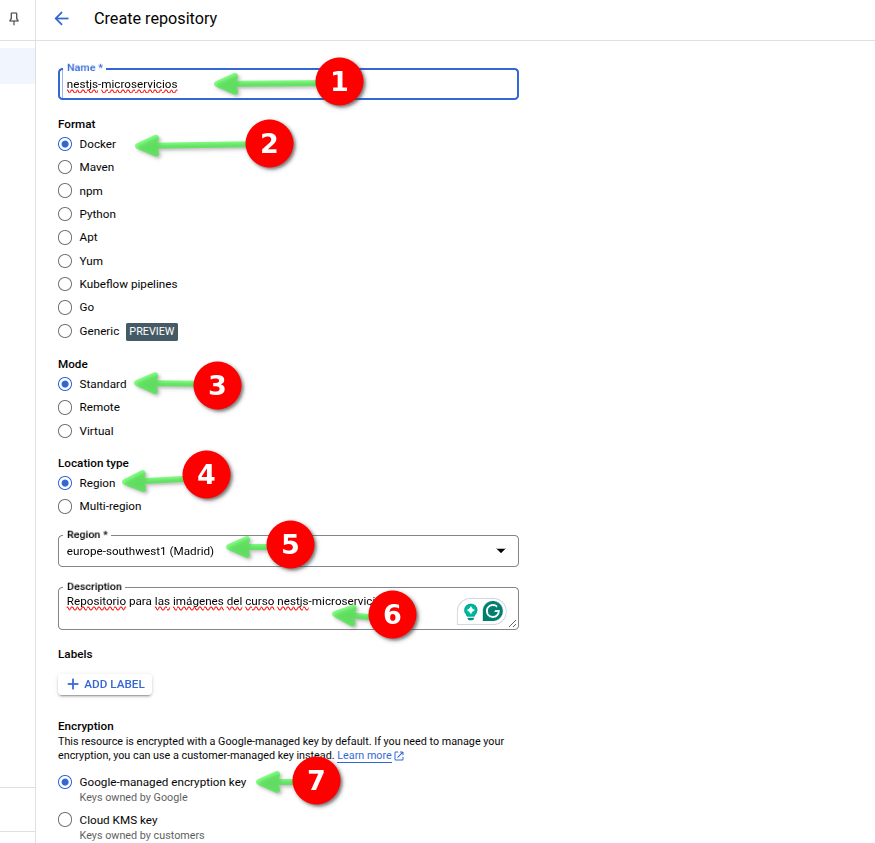 Create repository
Name *
nestjs-microservicios
1
Format
Docker
2
Maven
npm
Python
Apt
Yum
Kubeflow pipelines
Go
Generic PREVIEW
Mode
Standard
3
Remote
Virtual
Location type
Region
4
Multi-region
Region *
europe-southwest1 (Madrid)
5
Description
Repositorio para las imágenes del curso
6
Labels
ADD LABEL
Encryption
This resource is encrypted with a Google-managed key by default. If you need to manage your
encryption, you can use a customer-managed key instead. Learn more
Google-managed encryption key
7
Keys owned by Google
Cloud KMS key
Keys owned by customers